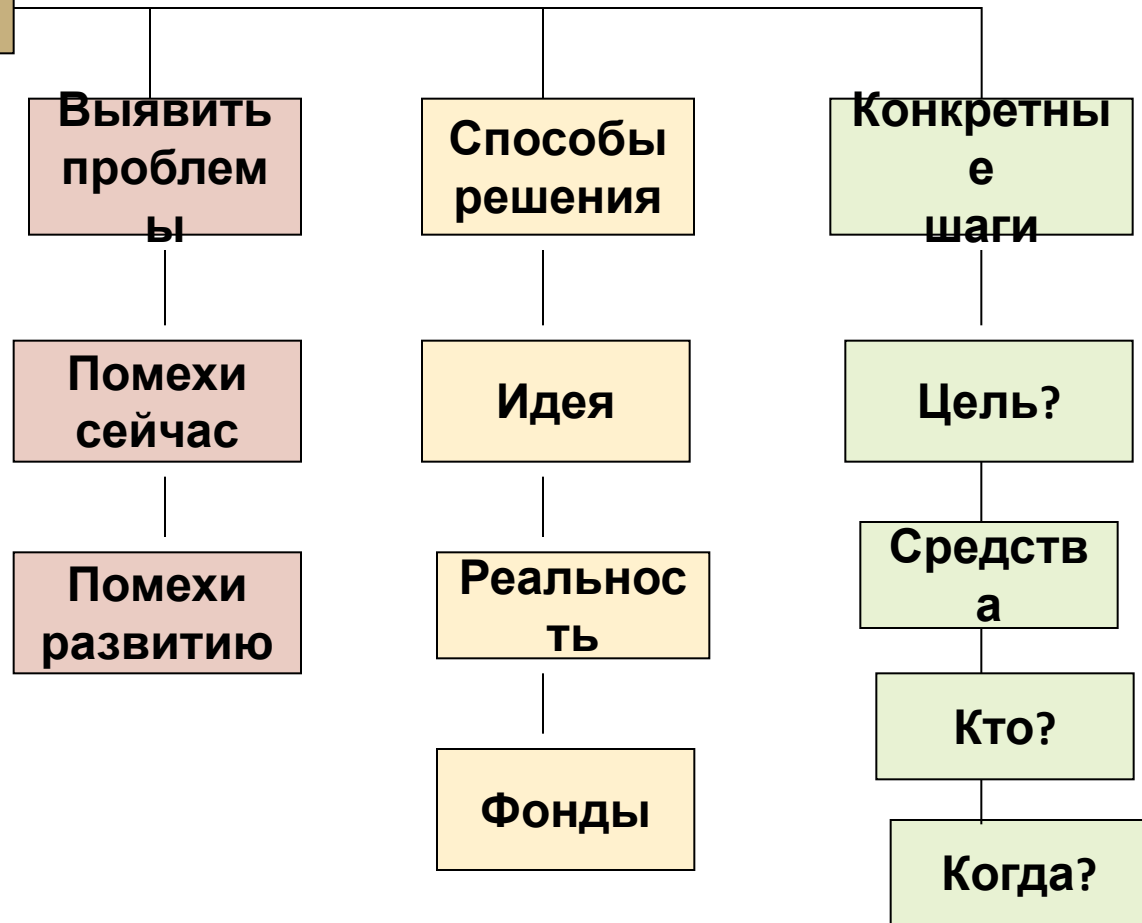 Выявить
проблем
ы
Помехи
сейчас
Помехи
развитию
Способы
решения
Идея
Реальнос
ть
Фонды
Конкретны
е
шаги
Цель?
Средств
а
Кто?
Когда?